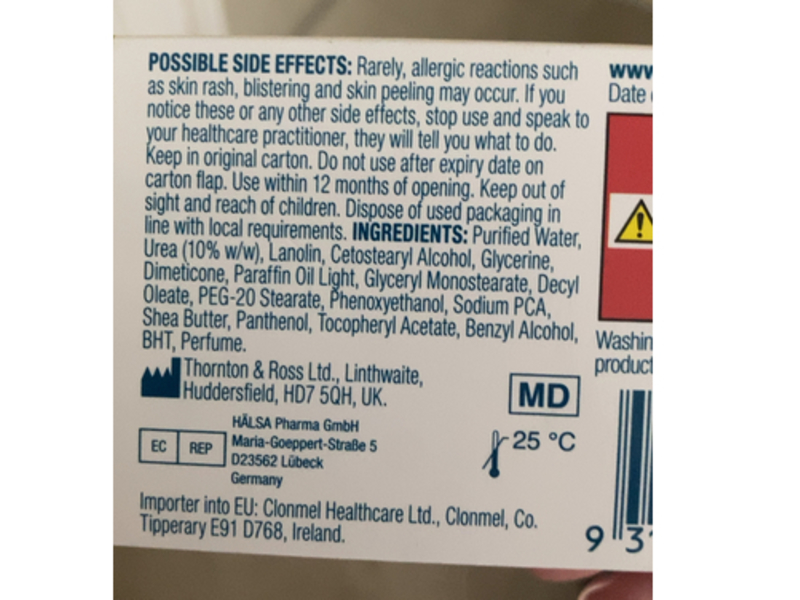 POSSIBLE SIDE EFFECTS: Rarely, allergic reactions such
as skin rash, blistering and skin peeling may occur. If you
notice these or any other side effects, stop use and speak to
your healthcare practitioner, they will tell you what to do.
Keep in original carton. Do not use after expiry date on
carton flap. Use within 12 months of opening. Keep out of
sight and reach of children. Dispose of used packaging in
line with local requirements. INGREDIENTS: Purified Water,
Urea (10% w/w), Lanolin, Cetostearyl Alcohol, Glycerine,
Dimeticone, Paraffin Oil Light, Glyceryl Monostearate, Decyl
Oleate, PEG-20 Stearate, Phenoxyethanol, Sodium PCA,
Shea Butter, Panthenol, Tocopheryl Acetate, Benzyl Alcohol,
BHT, Perfume.
Thornton & Ross Ltd., Linthwaite,
Huddersfield, HD7 5QH, UK.
MD
EC REP
HÄLSA Pharma GmbH
Maria-Goeppert-Straße 5
D23562 Lübeck
Germany
25 °C
Importer into EU: Clonmel Healthcare Ltd., Clonmel, Co.
Tipperary E91 D768, Ireland.
www
Date
Washin
product
9 3